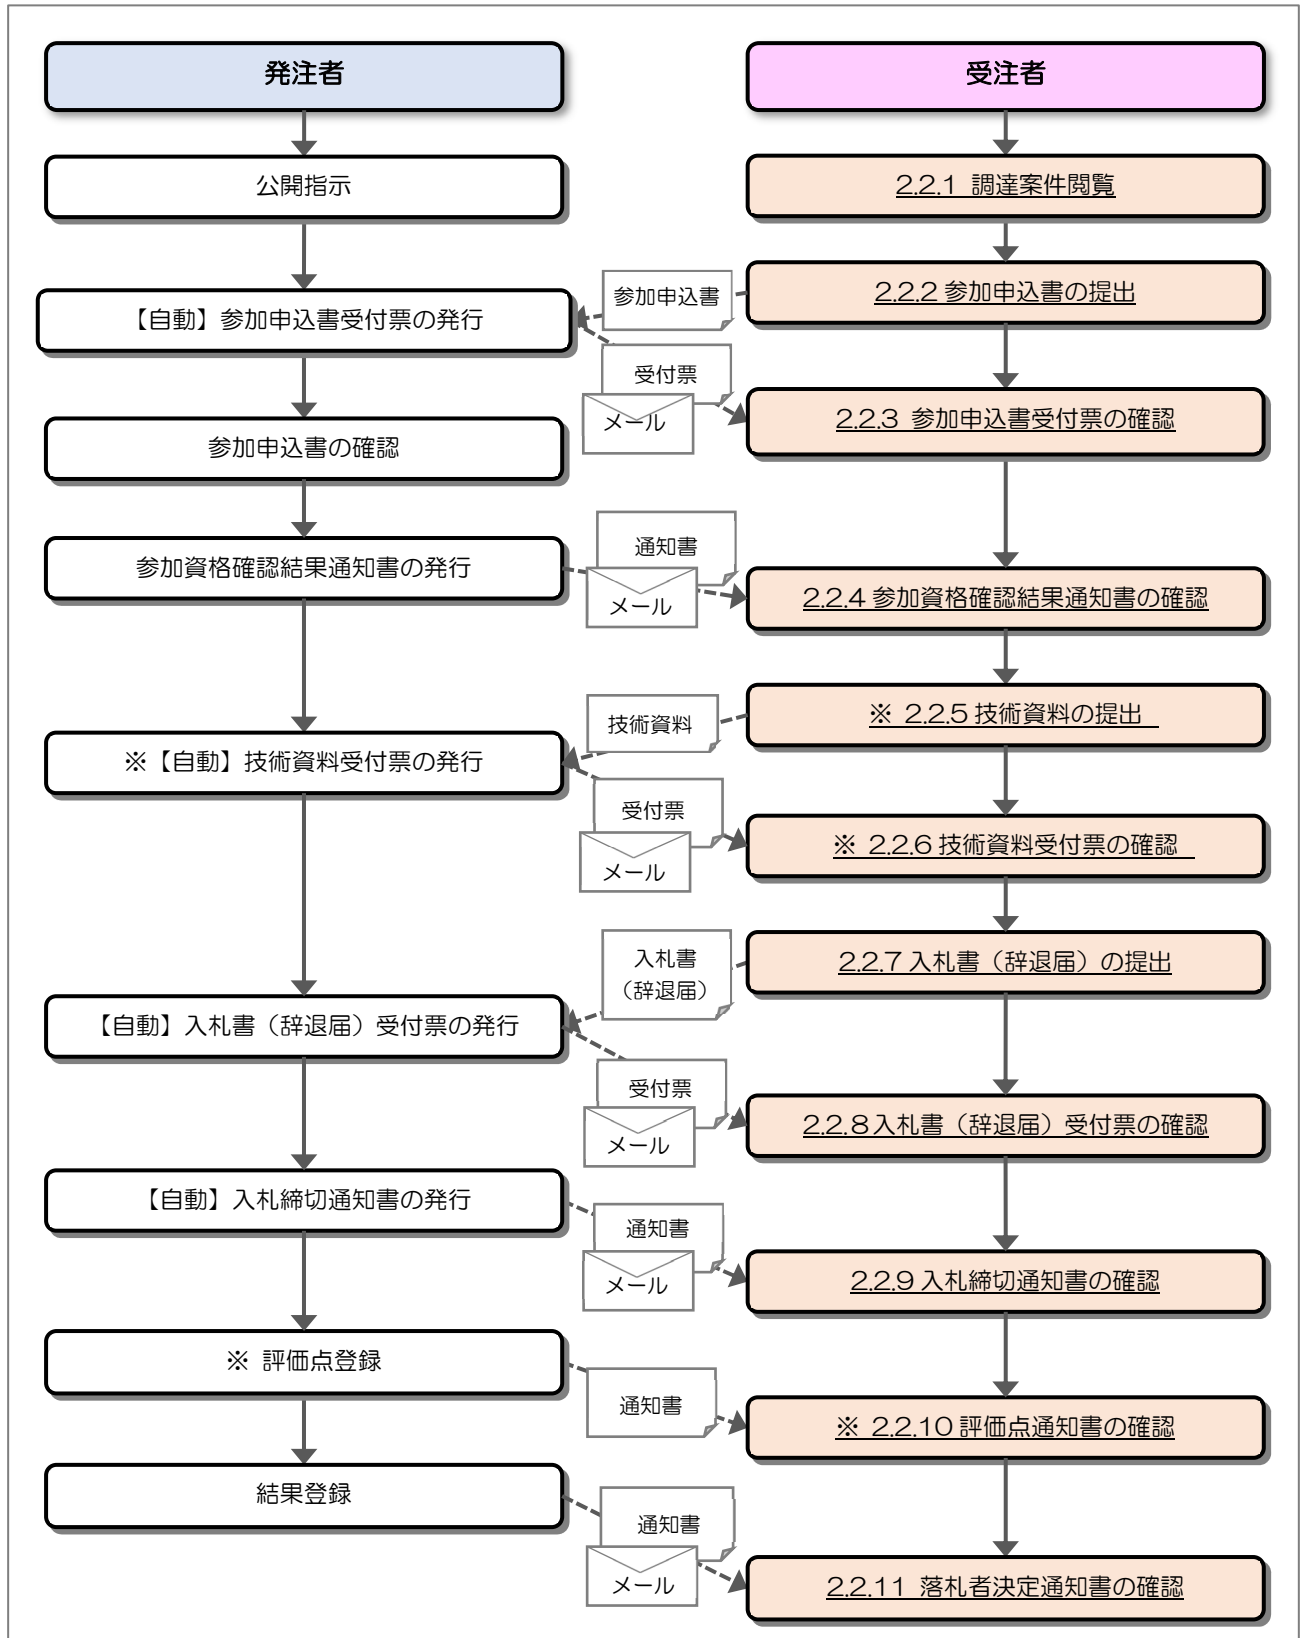 発注者
受注者
公開指示
2.2.1 調達案件閲覧
参加申込書
2.2.2 参加申込書の提出
【自動】参加申込書受付票の発行
受付票
メール
2.2.3 参加申込書受付票の確認
参加申込書の確認
通知書
メール
参加資格確認結果通知書の発行
2.2.4 参加資格確認結果通知書の確認
技術資料
※ 2.2.5 技術資料の提出
※【自動】技術資料受付票の発行
受付票
メール
※ 2.2.6 技術資料受付票の確認
入札書
（辞退届）
2.2.7 入札書（辞退届）の提出
【自動】入札書（辞退届）受付票の発行
受付票
メール
2.2.8 入札書（辞退届）受付票の確認
【自動】入札締切通知書の発行
通知書
メール
2.2.9 入札締切通知書の確認
※ 評価点登録
通知書
※ 2.2.10 評価点通知書の確認
結果登録
通知書
メール
2.2.11 落札者決定通知書の確認